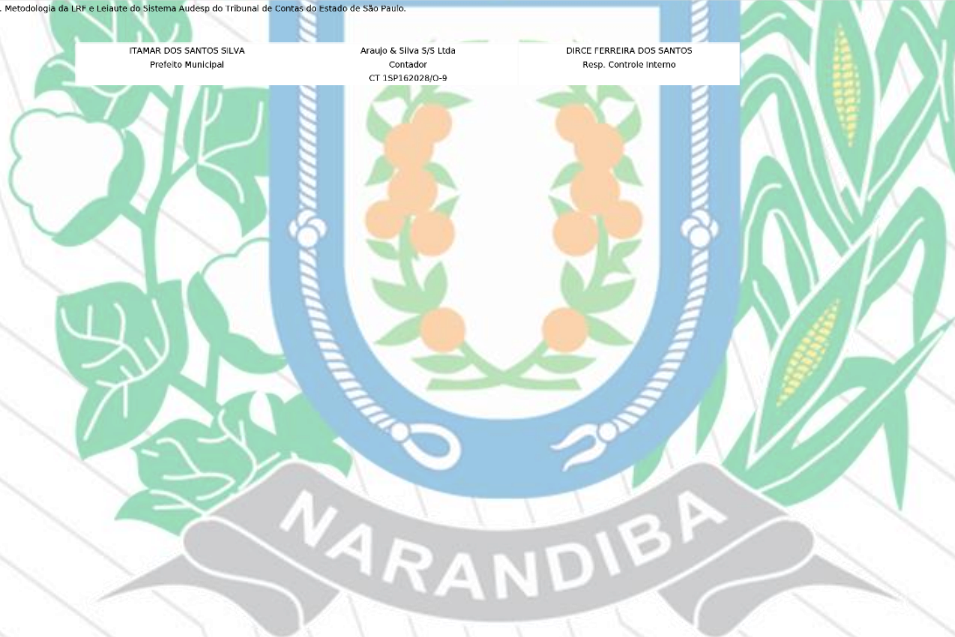 . Metodologia da LRF e Leiaute do Sistema Audesp do Tribunal de Contas do Estado de São Paulo.
ITAMAR DOS SANTOS SILVA
Prefeito Municipal
Araujo & Silva S/S Ltda
Contador
CT 1SP162028/O-9
DIRCE FERREIRA DOS SANTOS
Resp. Controle Interno
NARANDIBA